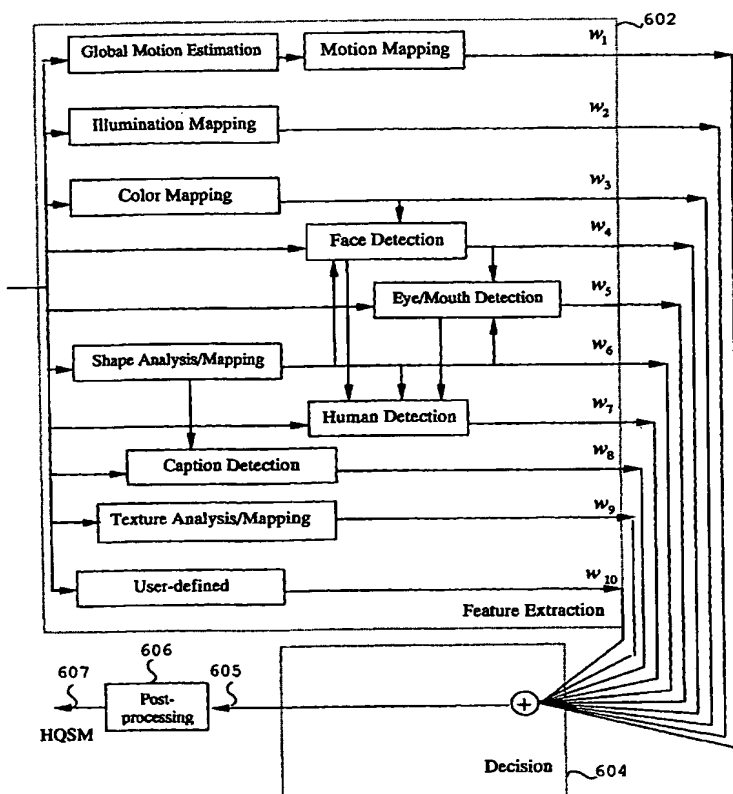 602
Global Motion Estimation
Motion Mapping
w1
Illumination Mapping
w2
Color Mapping
w3
Face Detection
w4
Eye/Mouth Detection
w5
Shape Analysis/Mapping
w6
Human Detection
w7
Caption Detection
w8
Texture Analysis/Mapping
w9
User-defined
w10
Feature Extraction
607
606
605
Post-
processing
+
HQSM
Decision
604